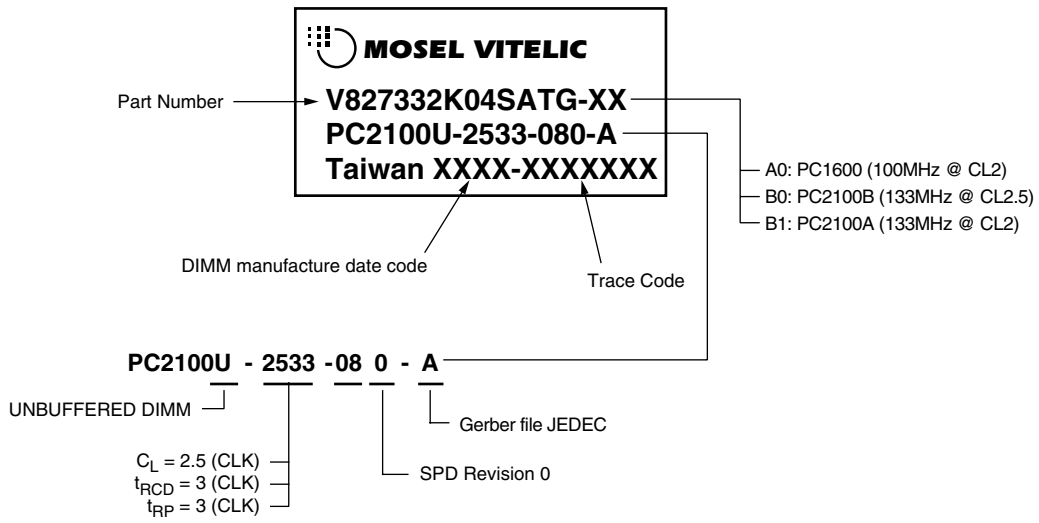 MOSEL VITELIC
Part Number
V827332K04SATG-XX
PC2100U-2533-080-A
Taiwan XXXX-XXXXXXX
A0: PC1600 (100MHz @ CL2)
B0: PC2100B (133MHz @ CL2.5)
B1: PC2100A (133MHz @ CL2)
DIMM manufacture date code
Trace Code
PC2100U - 2533 -08 0 - A
UNBUFFERED DIMM
Gerber file JEDEC
CL = 2.5 (CLK)
tRCD = 3 (CLK)
tRP = 3 (CLK)
SPD Revision 0